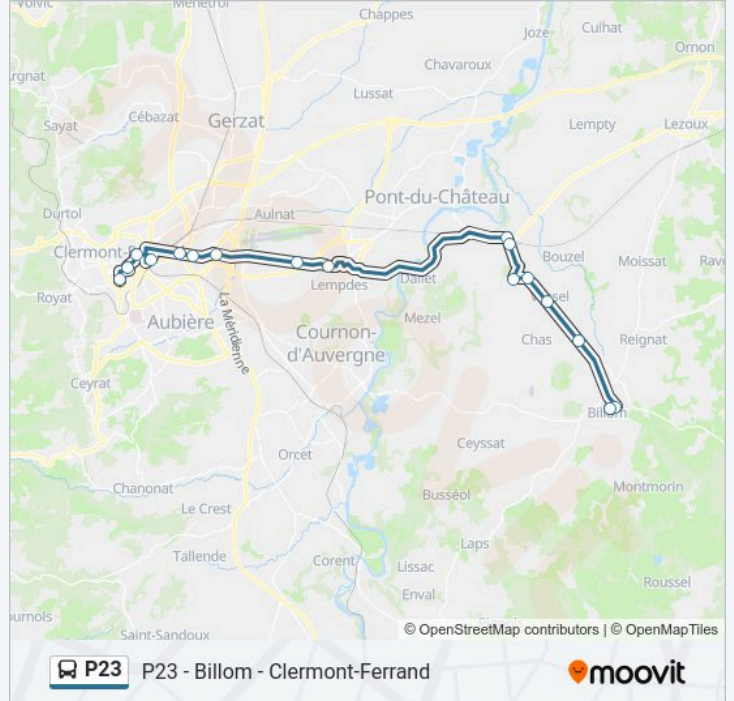 Volvic
Ménétrol
Chappes
Joze
Culhat
Ornon
Chavaroux
Lussat
Gerzat
Cébazat
Sayat
Lempty
Lezoux
Pont-du-Château
Durtol
Aulnat
Clermont-F
Bouzel
Moissat
Rave
Royat
Lempdes
Dallet
Mezel
Aubière
La Méridienne
Cournon-
d'Auvergne
Chas
Reignat
Ceyrat
Billom
Ceyssat
Orcet
Chanonat
Busséol
Montmorin
Le Crest
Laps
Tallende
Corent
Lissac
Enval
Roussel
ournols
Saint-Sandoux
© OpenStreetMap contributors | © OpenMapTiles
P23 P23 - Billom - Clermont-Ferrand moovit